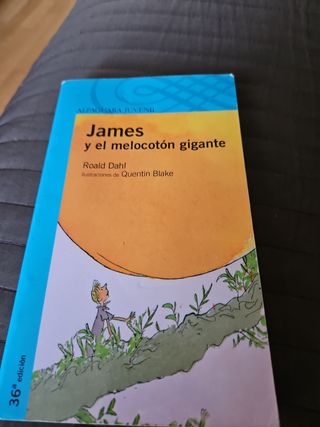 ALFAGUARA JUVENIL
James
y el melocotón gigante
Roald Dahl
Ilustraciones de Quentin Blake
36ª edición